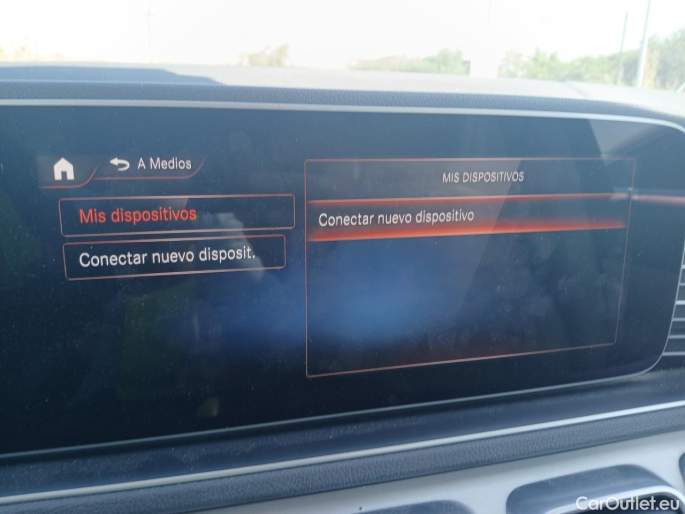 A Medios
MIS DISPOSITIVOS
Mis dispositivos
Conectar nuevo dispositivo
Conectar nuevo disposit.
CarOutlet.eu